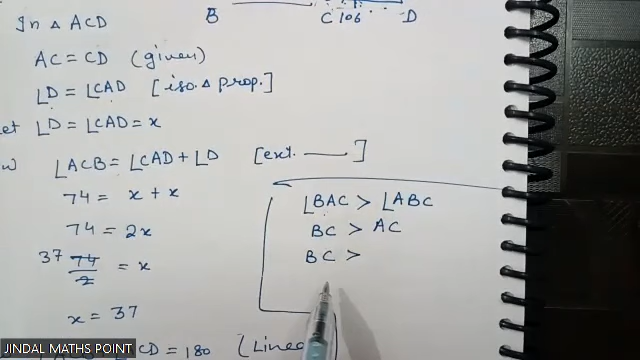 B C 106 D
In △ ACD
AC = CD (given)
∠D = ∠CAD [iso. △ prop.]
et ∠D = ∠CAD = x
∠ACB = ∠CAD + ∠D [ext. —— ]
74 = x + x
74 = 2x
37 74/2 = x
x = 37
CD = 180 (Linea
∠BAC > ∠ABC
BC > AC
BC >
JINDAL MATHS POINT